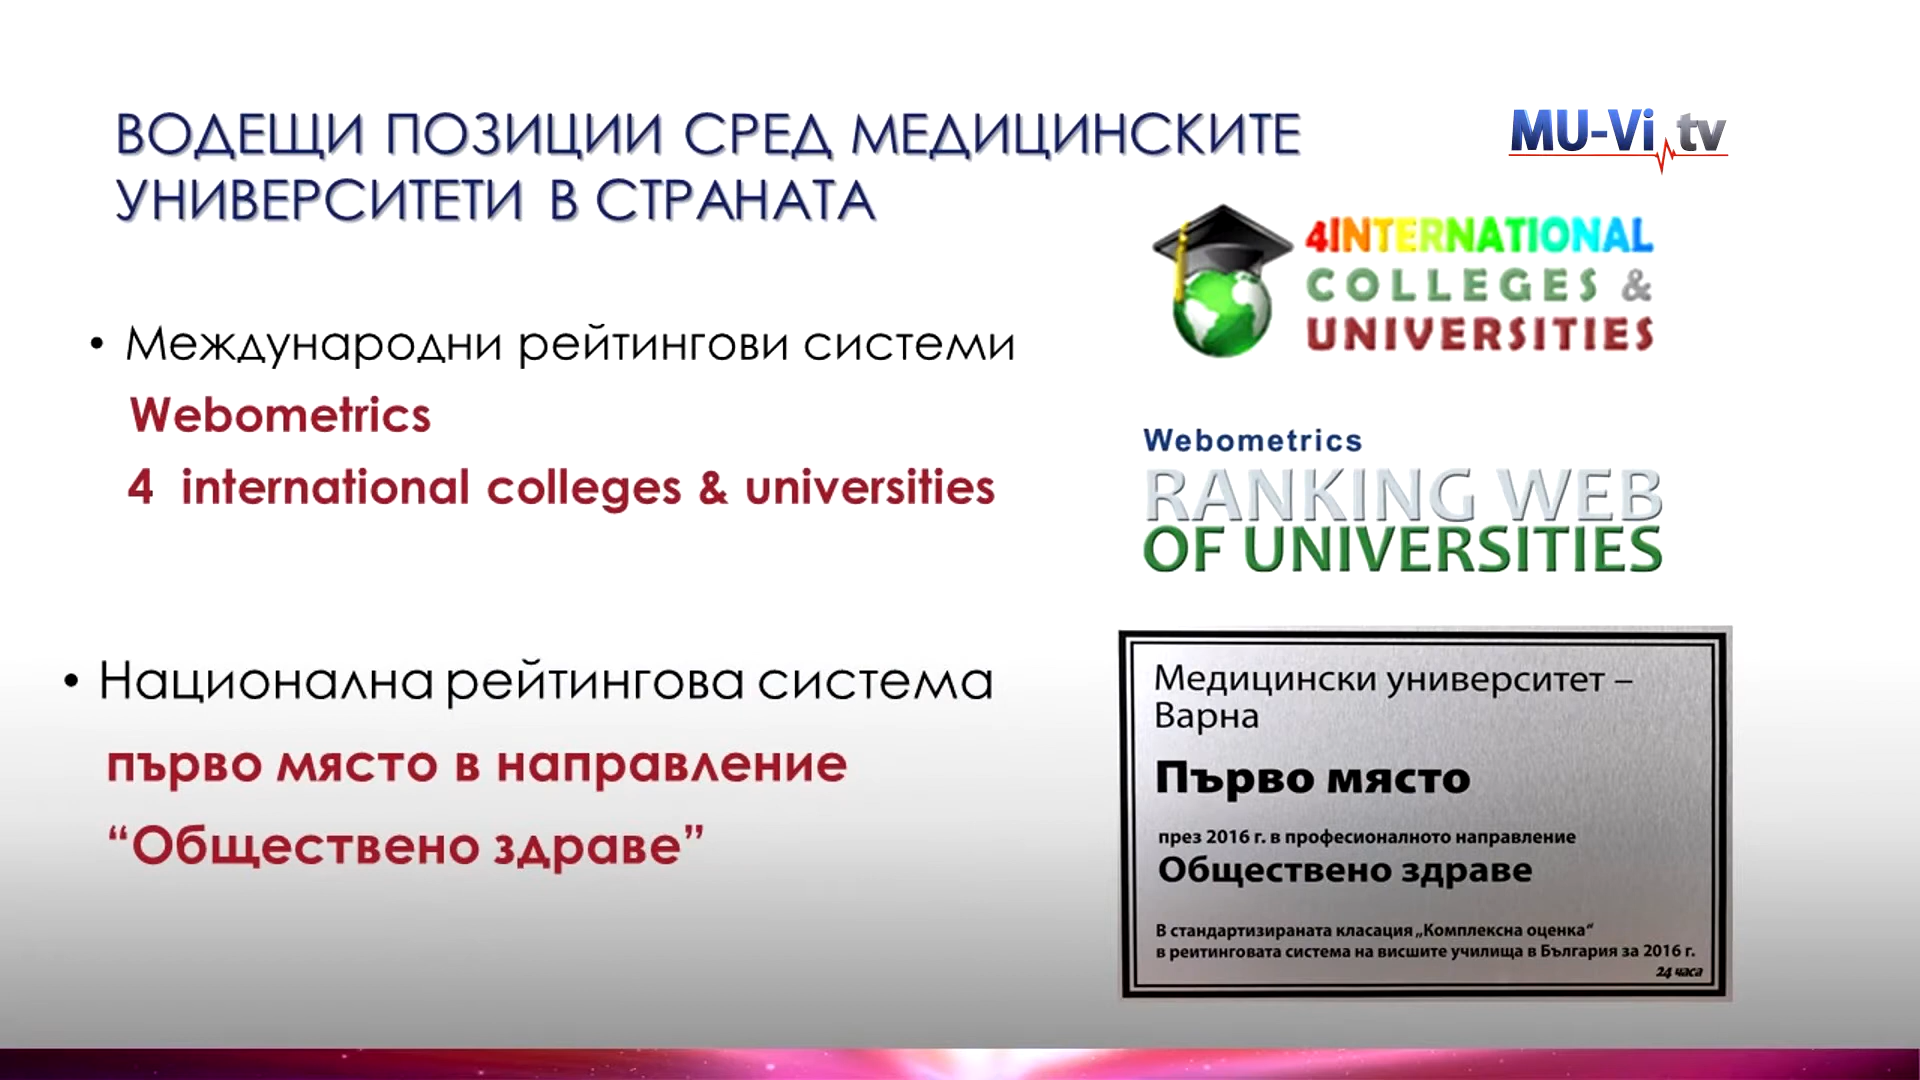 ВОДЕЩИ ПОЗИЦИИ СРЕД МЕДИЦИНСКИТЕ
УНИВЕРСИТЕТИ В СТРАНАТА
MU-Vi tv
• Международни рейтингови системи
Webometrics
4 international colleges & universities
4INTERNATIONAL
COLLEGES &
UNIVERSITIES
Webometrics
RANKING WEB
OF UNIVERSITIES
• Национална рейтингова система
първо място в направление
“Обществено здраве”
Медицински университет –
Варна
Първо място
през 2016 г. в професионалното направление
Обществено здраве
В стандартизираната класация „Комплексна оценка“
в реитинговата система на висшите училища в България за 2016 г.
24 часа